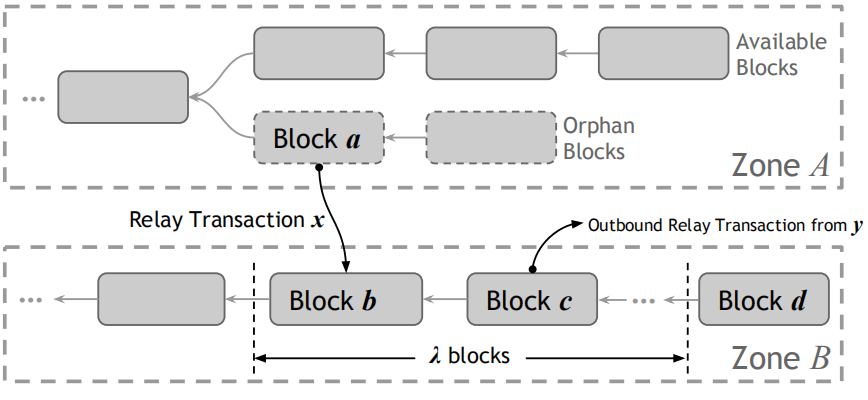 Available
Blocks
...
Block a
Orphan
Blocks
Zone A
Relay Transaction x
Outbound Relay Transaction from y
...
Block b
Block c
...
Block d
λ blocks
Zone B